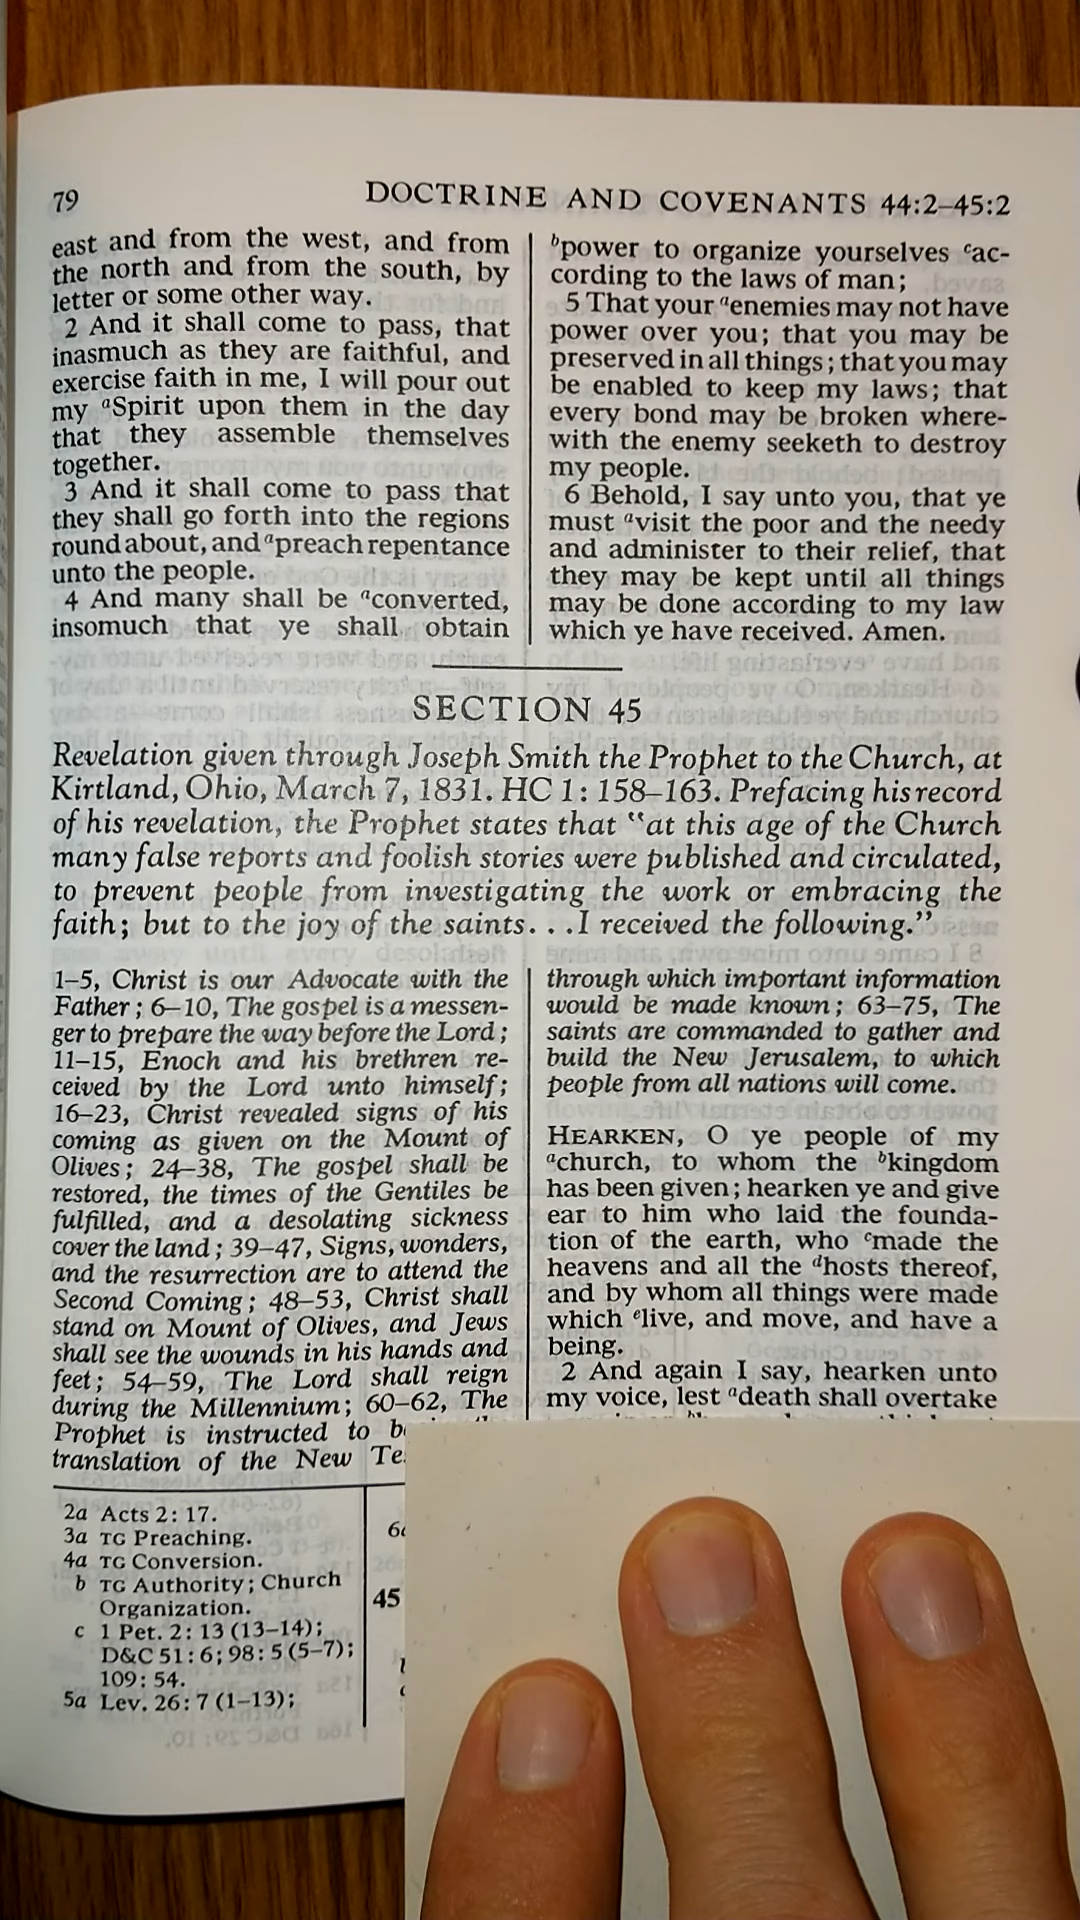 79
DOCTRINE AND COVENANTS 44:2–45:2
east and from the west, and from
the north and from the south, by
letter or some other way.
2 And it shall come to pass, that
inasmuch as they are faithful, and
exercise faith in me, I will pour out
my aSpirit upon them in the day
that they assemble themselves
together.
3 And it shall come to pass that
they shall go forth into the regions
round about, and apreach repentance
unto the people.
4 And many shall be aconverted,
insomuch that ye shall obtain
bpower to organize yourselves cac-
cording to the laws of man;
5 That your aenemies may not have
power over you; that you may be
preserved in all things; that you may
be enabled to keep my laws; that
every bond may be broken where-
with the enemy seeketh to destroy
my people.
6 Behold, I say unto you, that ye
must avisit the poor and the needy
and administer to their relief, that
they may be kept until all things
may be done according to my law
which ye have received. Amen.
SECTION 45
Revelation given through Joseph Smith the Prophet to the Church, at
Kirtland, Ohio, March 7, 1831. HC 1: 158–163. Prefacing his record
of his revelation, the Prophet states that “at this age of the Church
many false reports and foolish stories were published and circulated,
to prevent people from investigating the work or embracing the
faith; but to the joy of the saints. . .I received the following.”
1–5, Christ is our Advocate with the
Father; 6–10, The gospel is a messen-
ger to prepare the way before the Lord;
11–15, Enoch and his brethren re-
ceived by the Lord unto himself;
16–23, Christ revealed signs of his
coming as given on the Mount of
Olives; 24–38, The gospel shall be
restored, the times of the Gentiles be
fulfilled, and a desolating sickness
cover the land; 39–47, Signs, wonders,
and the resurrection are to attend the
Second Coming; 48–53, Christ shall
stand on Mount of Olives, and Jews
shall see the wounds in his hands and
feet; 54–59, The Lord shall reign
during the Millennium; 60–62, The
Prophet is instructed to
translation of the New
through which important information
would be made known; 63–75, The
saints are commanded to gather and
build the New Jerusalem, to which
people from all nations will come.
HEARKEN, O ye people of my
achurch, to whom the bkingdom
has been given; hearken ye and give
ear to him who laid the founda-
tion of the earth, who cmade the
heavens and all the dhosts thereof,
and by whom all things were made
which elive, and move, and have a
being.
2 And again I say, hearken unto
my voice, lest adeath shall overtake
2a Acts 2: 17.
3a TG Preaching.
4a TG Conversion.
b TG Authority; Church
Organization.
c 1 Pet. 2: 13 (13–14);
D&C 51: 6; 98: 5 (5–7);
109: 54.
5a Lev. 26: 7 (1–13);
45